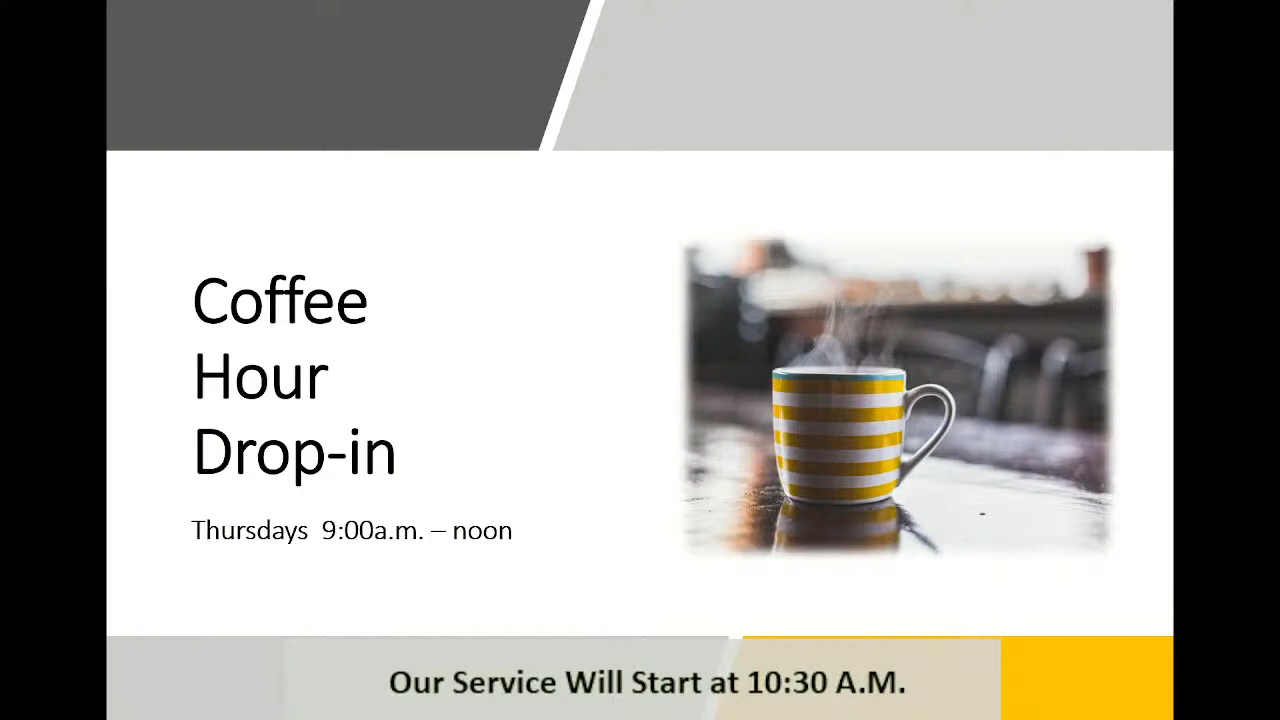 Coffee
Hour
Drop-in
Thursdays  9:00a.m. – noon
Our Service Will Start at 10:30 A.M.